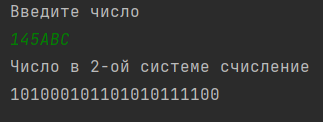 Введите число
145ABC
Число в 2-ой системе счисление
101000101101010111100